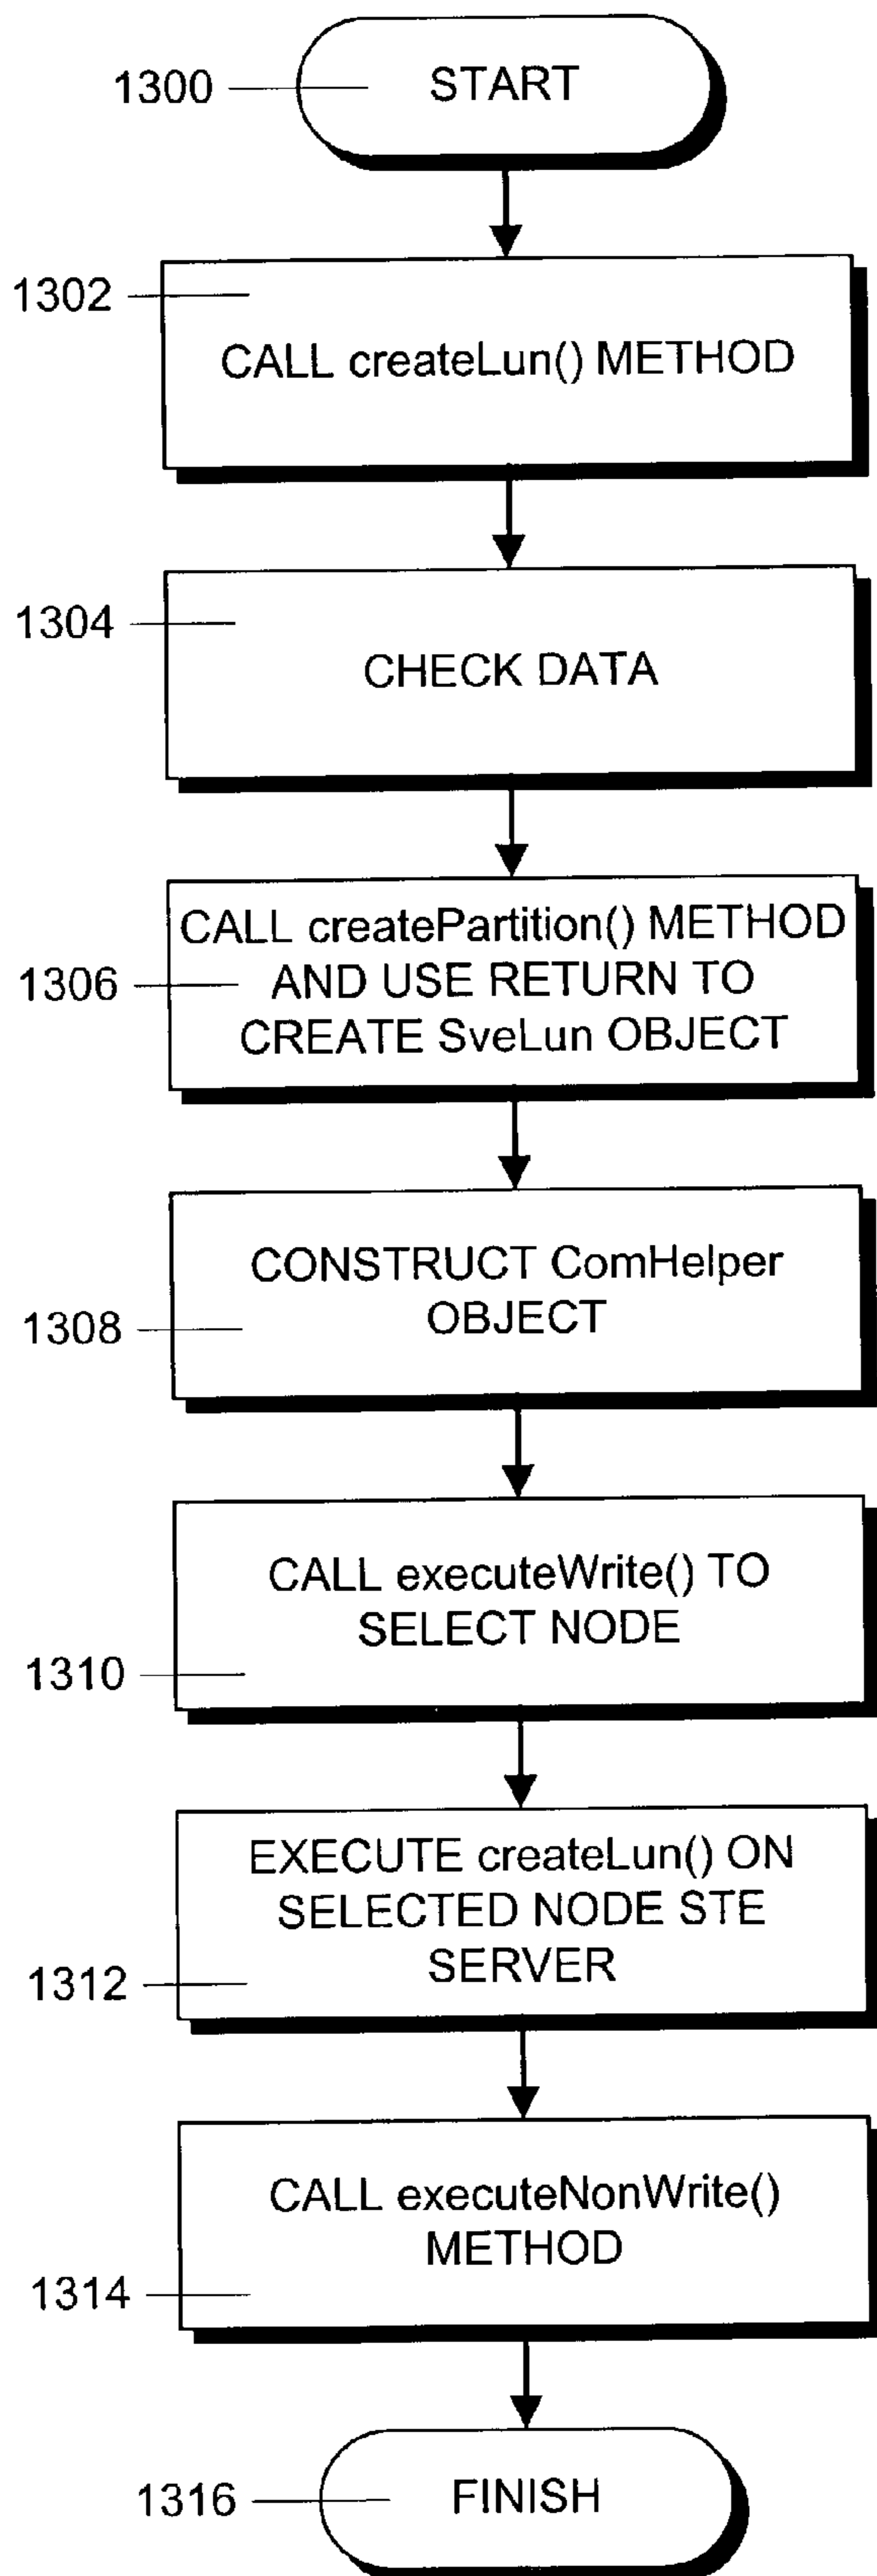 1300
START
1302
CALL createLun() METHOD
1304
CHECK DATA
CALL createPartition() METHOD
1306
AND USE RETURN TO
CREATE SveLun OBJECT
CONSTRUCT ComHelper
OBJECT
1308
CALL executeWrite() TO
SELECT NODE
1310
EXECUTE createLun() ON
SELECTED NODE STE
SERVER
1312
CALL executeNonWrite()
METHOD
1314
1316
FINISH